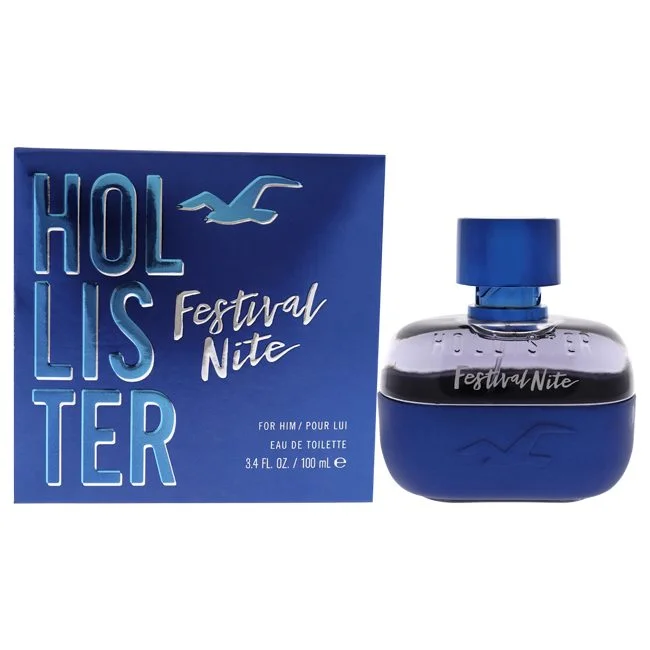 HOL
LIS
TER
Festival
Nite
FOR HIM / POUR LUI
EAU DE TOILETTE
3.4 FL. OZ. / 100 mL ℮
HOLLISTER
Festival Nite